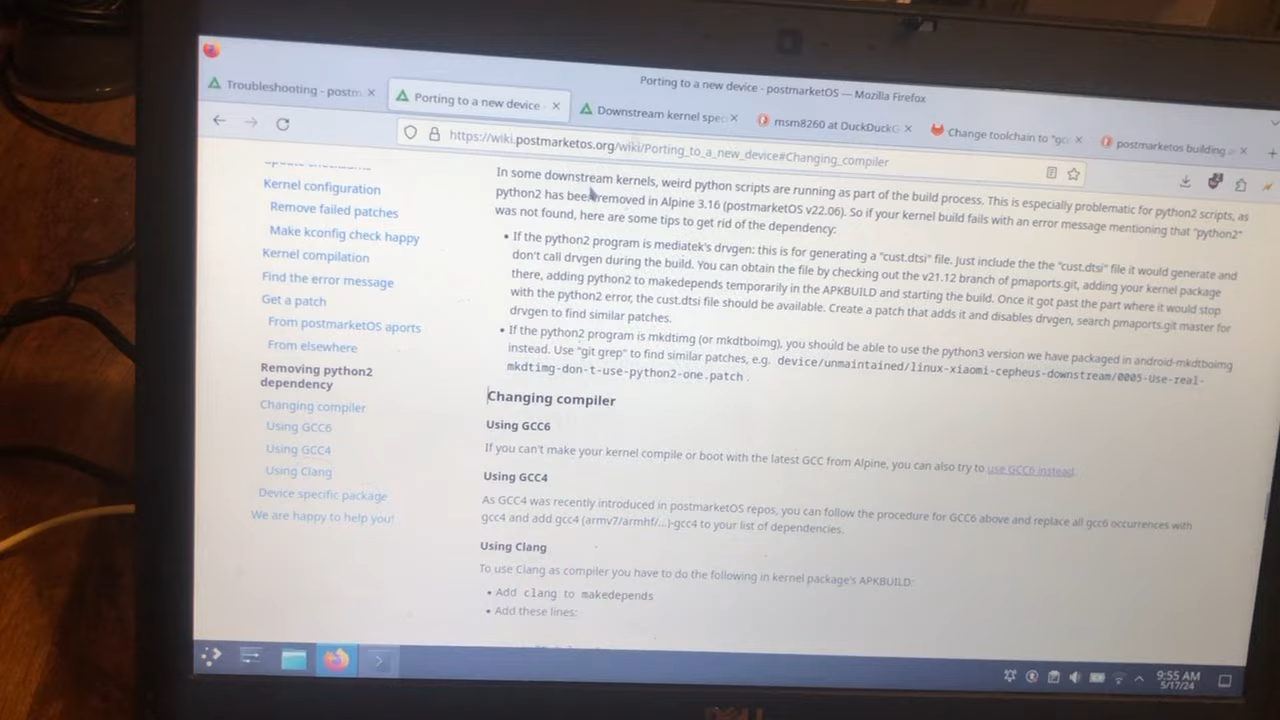 Porting to a new device - postmarketOS — Mozilla Firefox
Troubleshooting - postm
Porting to a new device
Downstream kernel spec
msm8260 at DuckDuckG
Change toolchain to "gc
postmarketos building
https://wiki.postmarketos.org/wiki/Porting_to_a_new_device#Changing_compiler
Kernel configuration
Remove failed patches
Make kconfig check happy
Kernel compilation
Find the error message
Get a patch
From postmarketOS aports
From elsewhere
Removing python2
dependency
Changing compiler
Using GCC6
Using GCC4
Using Clang
Device specific package
We are happy to help you!
In some downstream kernels, weird python scripts are running as part of the build process. This is especially problematic for python2 scripts, as
python2 has been removed in Alpine 3.16 (postmarketOS v22.06). So if your kernel build fails with an error message mentioning that "python2"
was not found, here are some tips to get rid of the dependency:
• If the python2 program is mediatek's drvgen: this is for generating a "cust.dtsi" file. Just include the the "cust.dtsi" file it would generate and
don't call drvgen during the build. You can obtain the file by checking out the v21.12 branch of pmaports.git, adding your kernel package
there, adding python2 to makedepends temporarily in the APKBUILD and starting the build. Once it got past the part where it would stop
with the python2 error, the cust.dtsi file should be available. Create a patch that adds it and disables drvgen, search pmaports.git master for
drvgen to find similar patches.
• If the python2 program is mkdtimg (or mkdtboimg), you should be able to use the python3 version we have packaged in android-mkdtboimg
instead. Use "git grep" to find similar patches, e.g. device/unmaintained/linux-xiaomi-cepheus-downstream/0005-Use-real-
mkdtimg-don-t-use-python2-one.patch .
Changing compiler
Using GCC6
If you can't make your kernel compile or boot with the latest GCC from Alpine, you can also try to use GCC6 instead.
Using GCC4
As GCC4 was recently introduced in postmarketOS repos, you can follow the procedure for GCC6 above and replace all gcc6 occurrences with
gcc4 and add gcc4 (armv7/armhf/...)-gcc4 to your list of dependencies.
Using Clang
To use Clang as compiler you have to do the following in kernel package's APKBUILD:
• Add clang to makedepends
• Add these lines:
9:55 AM
5/17/24